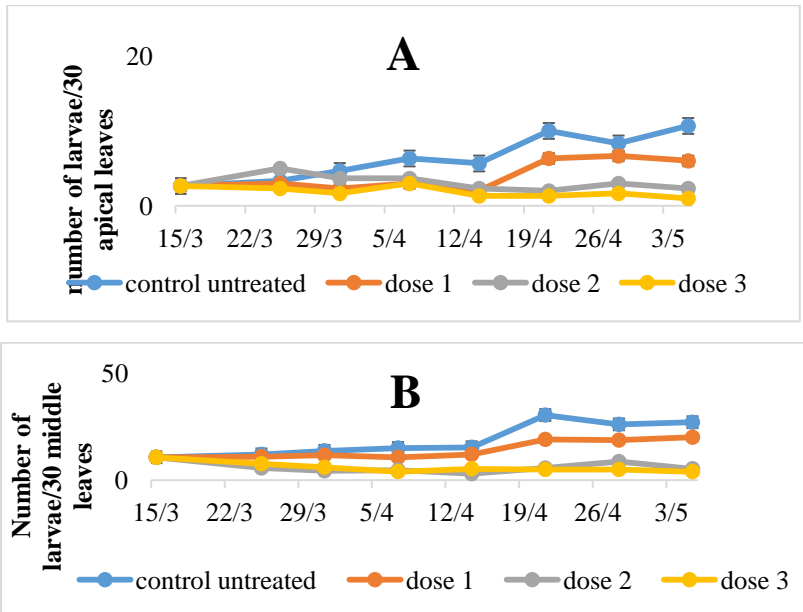 A
20
0
number of larvae/30
apical leaves
15/3 22/3 29/3 5/4 12/4 19/4 26/4 3/5
control untreated dose 1 dose 2 dose 3
B
50
0
Number of
larvae/30 middle
leaves
15/3 22/3 29/3 5/4 12/4 19/4 26/4 3/5
control untreated dose 1 dose 2 dose 3